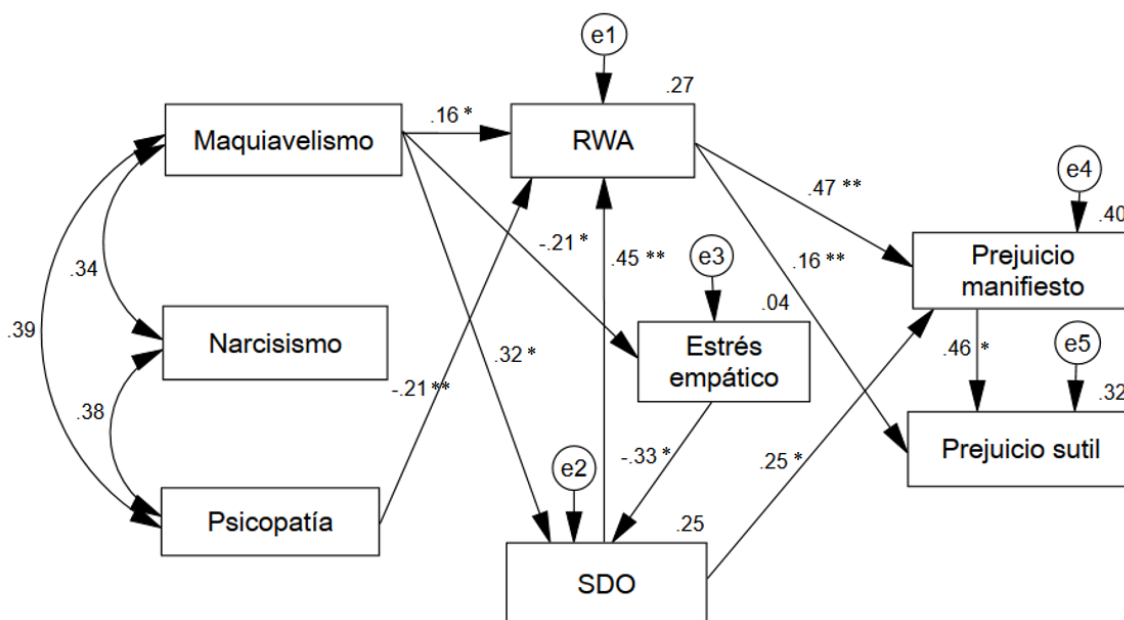 e1
.27
Maquiavelismo
.16 *
RWA
e4
.47 **
.40
-.21 *
.45 **
e3
Prejuicio
manifiesto
.34
.16 **
.04
.39
Narcisismo
.32 *
Estrés
empático
.46 *
e5
.38
-.21 **
.32
Prejuicio sutil
-.33 *
.25 *
e2
Psicopatía
.25
SDO